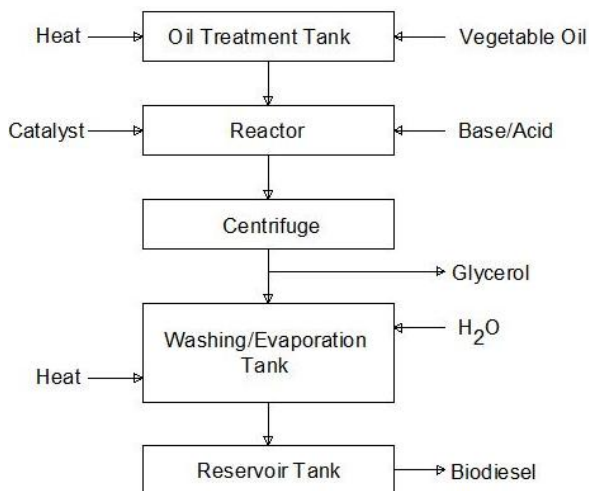 Heat
Oil Treatment Tank
Vegetable Oil
Catalyst
Reactor
Base/Acid
Centrifuge
Glycerol
Washing/Evaporation
Tank
H₂O
Heat
Reservoir Tank
Biodiesel